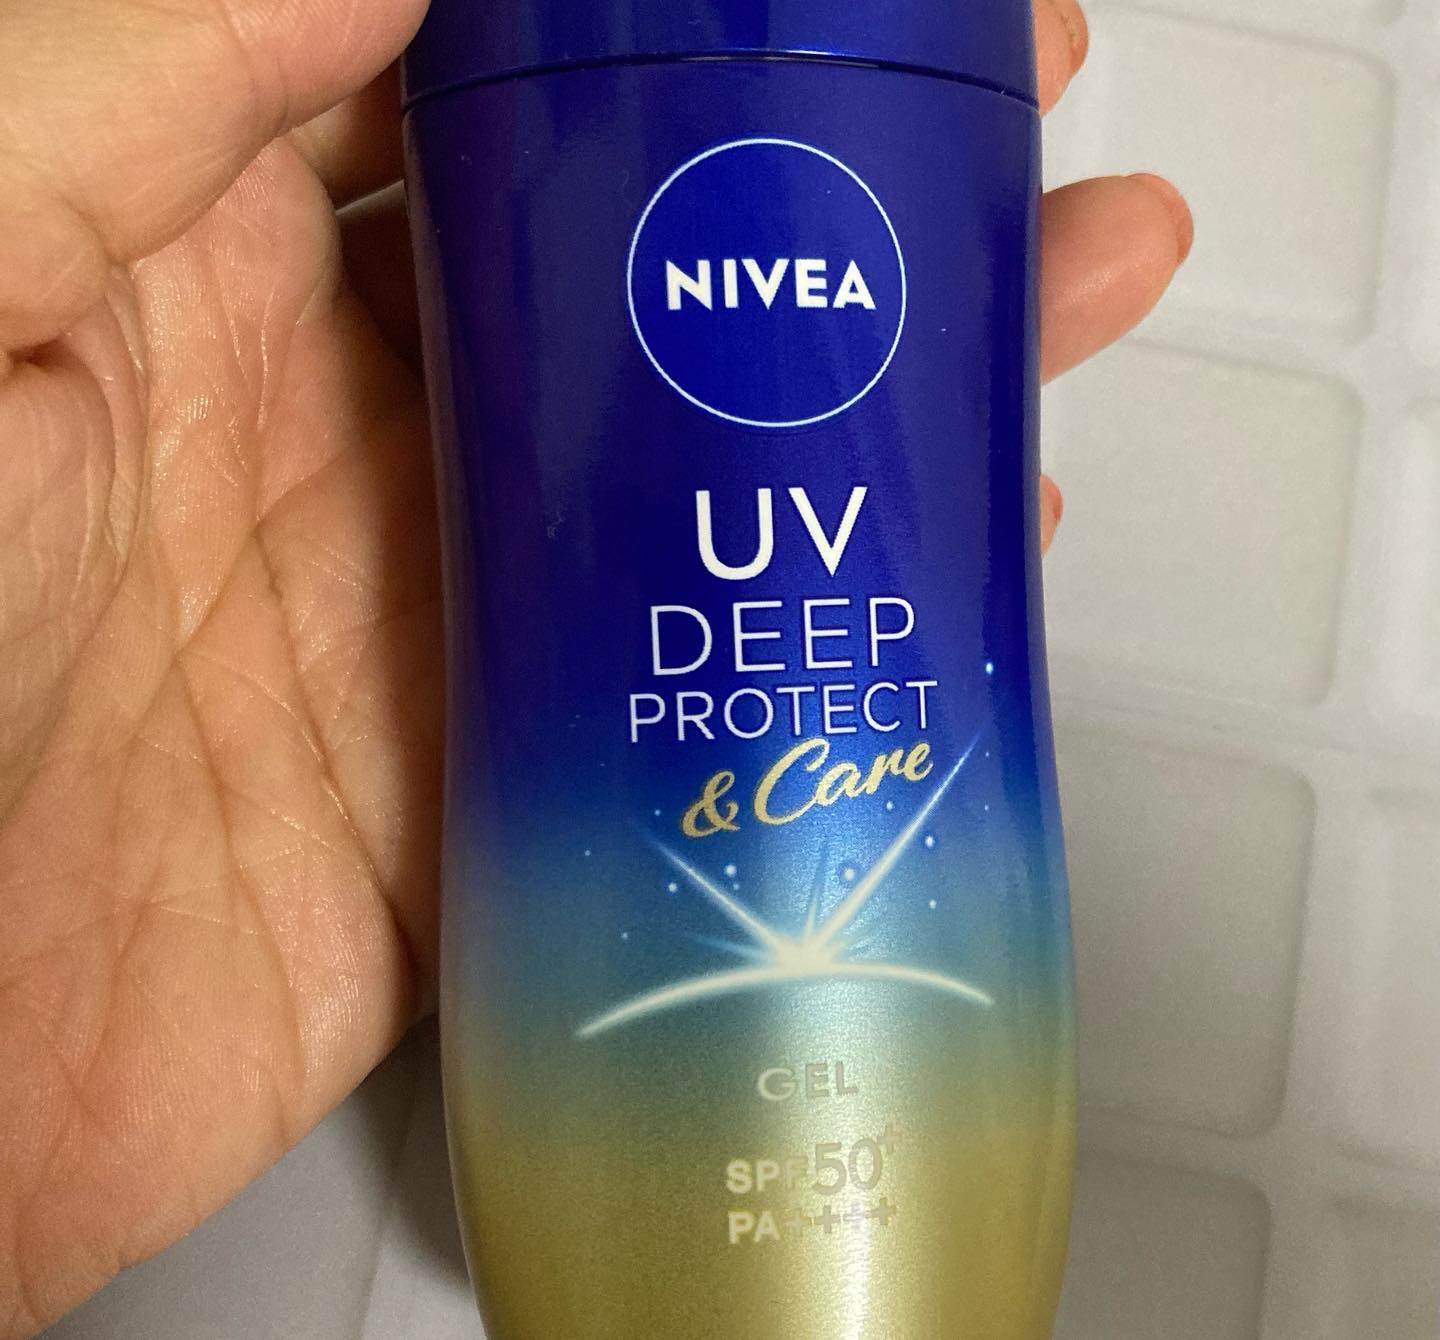 NIVEA
UV
DEEP
PROTECT
& Care
GEL
SPF50+
PA++++